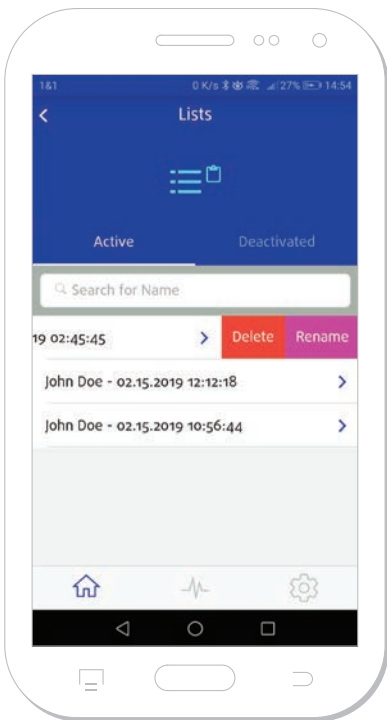 1&1 0 K/s 27% 14:54
Lists
Active Deactivated
Search for Name
19 02:45:45 Delete Rename
John Doe - 02.15.2019 12:12:18
John Doe - 02.15.2019 10:56:44